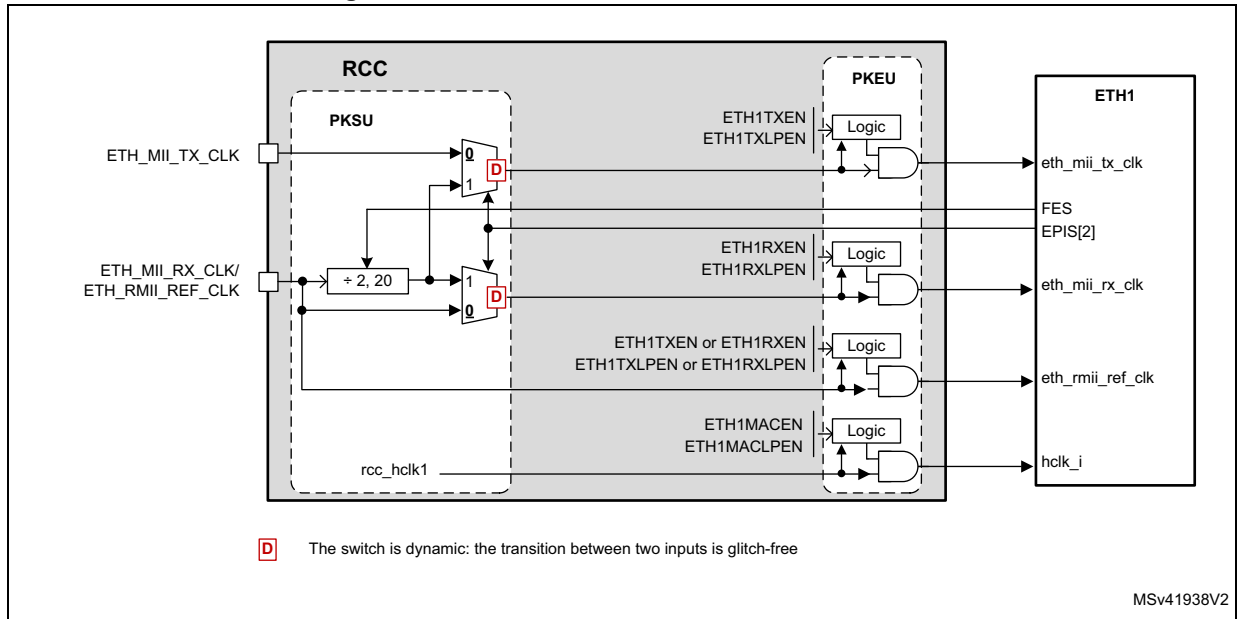 RCC
PKSU
PKEU
ETH1
ETH1TXEN
ETH1TXLPEN
Logic
ETH_MII_TX_CLK
0
D
1
eth_mii_tx_clk
FES
EPIS[2]
ETH1RXEN
ETH1RXLPEN
Logic
ETH_MII_RX_CLK/
ETH_RMII_REF_CLK
÷ 2, 20
1
D
0
eth_mii_rx_clk
ETH1TXEN or ETH1RXEN
ETH1TXLPEN or ETH1RXLPEN
Logic
eth_rmii_ref_clk
ETH1MACEN
ETH1MACLPEN
Logic
rcc_hclk1
hclk_i
D The switch is dynamic: the transition between two inputs is glitch-free
MSv41938V2